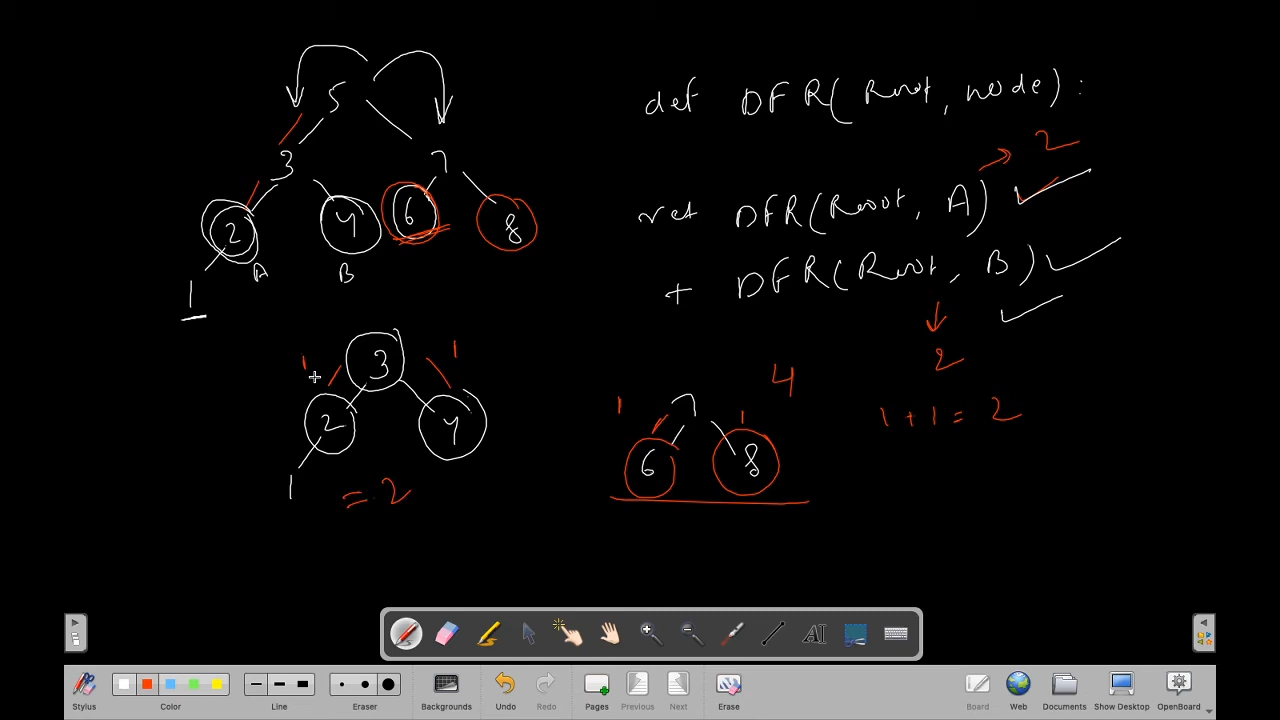 5
def DFR(Root, node):
3 7
→ 2
ret DFR(Root, A)
2 4 6 8
A B
+ DFR(Root, B)
1
3
1 1
2
2 4
4
1 + 1 = 2
1 7 1
6 8
1 = 2
Stylus
Color
Line
Eraser
Backgrounds
Undo
Redo
Pages
Previous
Next
Erase
Board
Web
Documents
Show Desktop
OpenBoard
AI